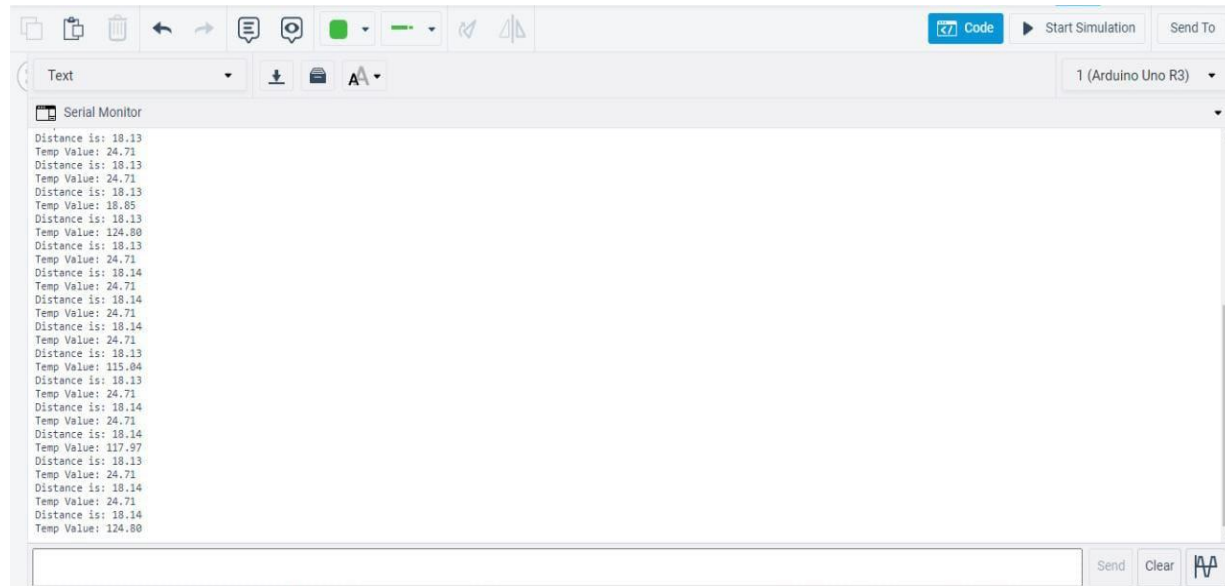 Code
Start Simulation
Send To
Text
1 (Arduino Uno R3)
Serial Monitor
Distance is: 18.13
Temp Value: 24.71
Distance is: 18.13
Temp Value: 24.71
Distance is: 18.13
Temp Value: 18.85
Distance is: 18.13
Temp Value: 124.80
Distance is: 18.13
Temp Value: 24.71
Distance is: 18.14
Temp Value: 24.71
Distance is: 18.14
Temp Value: 24.71
Distance is: 18.14
Temp Value: 24.71
Distance is: 18.13
Temp Value: 115.04
Distance is: 18.13
Temp Value: 24.71
Distance is: 18.14
Temp Value: 24.71
Distance is: 18.14
Temp Value: 117.97
Distance is: 18.13
Temp Value: 24.71
Distance is: 18.14
Temp Value: 24.71
Distance is: 18.14
Temp Value: 124.80
Send
Clear